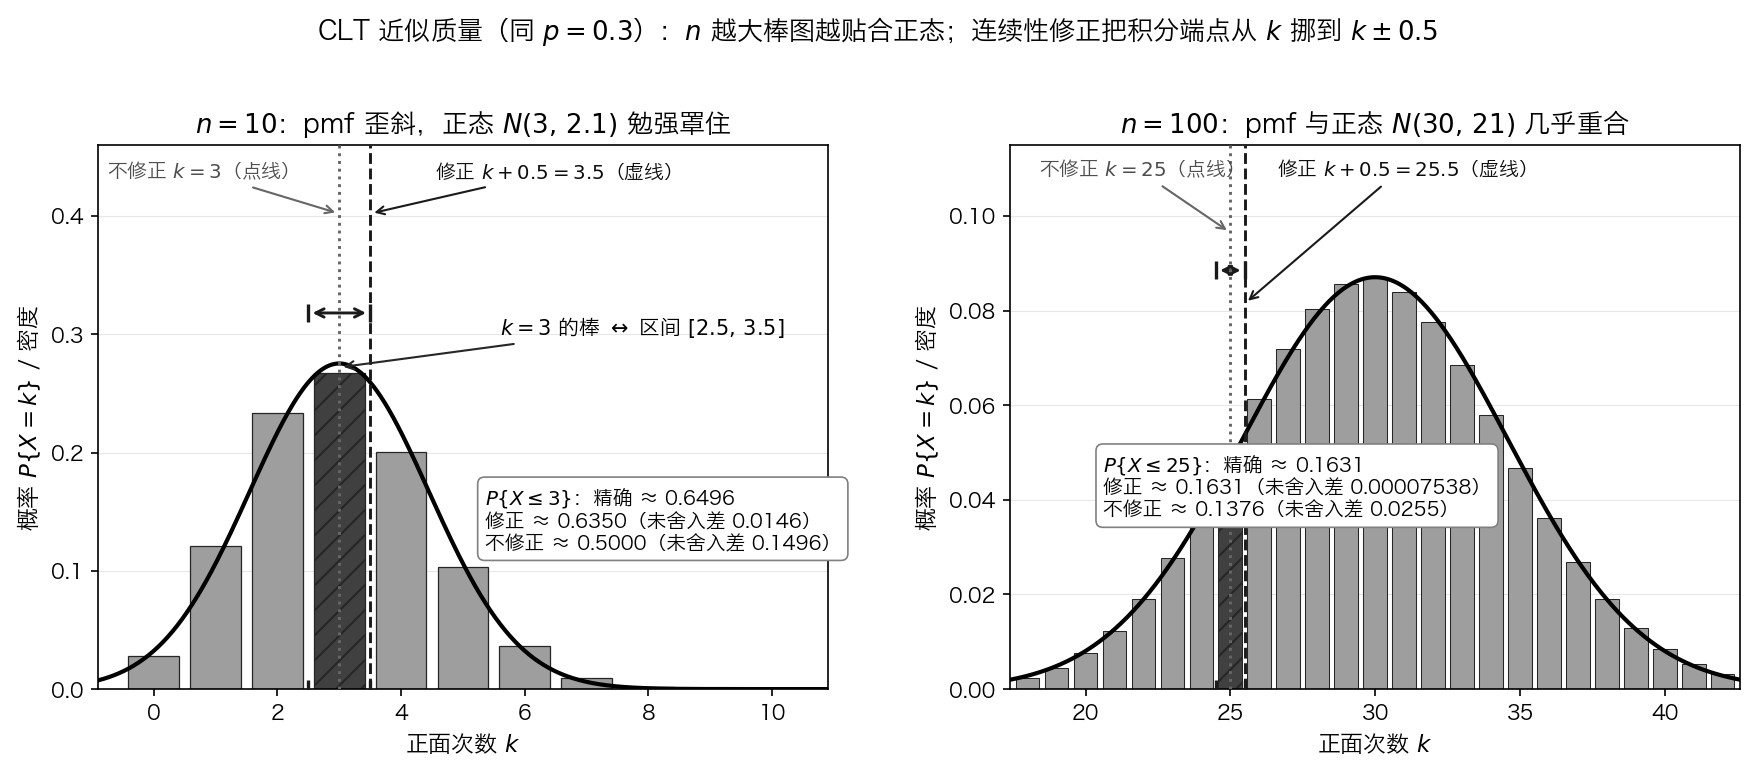 CLT 近似质量（同 p = 0.3）：n 越大棒图越贴合正态；连续性修正把积分端点从 k 挪到 k ± 0.5
n = 10：pmf 歪斜，正态 N(3, 2.1) 勉强罩住
不修正 k = 3（点线）
修正 k + 0.5 = 3.5（虚线）
k = 3 的棒 ↔ 区间 [2.5, 3.5]
P{X ≤ 3}：精确 ≈ 0.6496
修正 ≈ 0.6350（未舍入差 0.0146）
不修正 ≈ 0.5000（未舍入差 0.1496）
概率 P{X = k} / 密度
0.4
0.3
0.2
0.1
0.0
0 2 4 6 8 10
正面次数 k
n = 100：pmf 与正态 N(30, 21) 几乎重合
不修正 k = 25（点线）
修正 k + 0.5 = 25.5（虚线）
P{X ≤ 25}：精确 ≈ 0.1631
修正 ≈ 0.1631（未舍入差 0.00007538）
不修正 ≈ 0.1376（未舍入差 0.0255）
概率 P{X = k} / 密度
0.10
0.08
0.06
0.04
0.02
0.00
20 25 30 35 40
正面次数 k